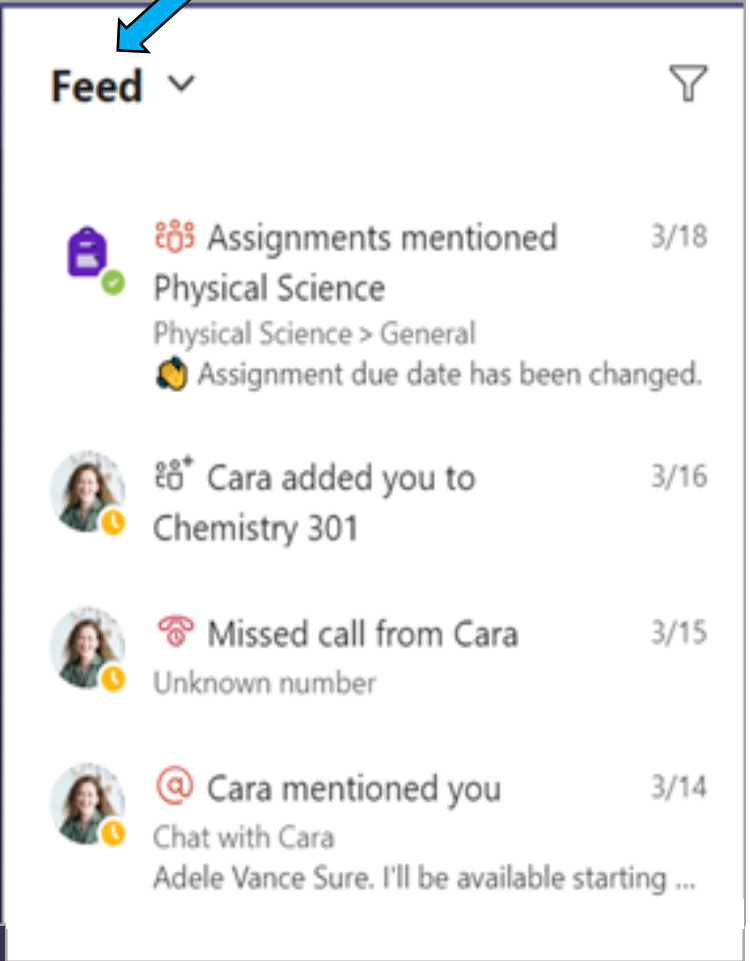 Feed
Assignments mentioned 3/18
Physical Science
Physical Science > General
Assignment due date has been changed.
Cara added you to 3/16
Chemistry 301
Missed call from Cara 3/15
Unknown number
@ Cara mentioned you 3/14
Chat with Cara
Adele Vance Sure. I'll be available starting ...